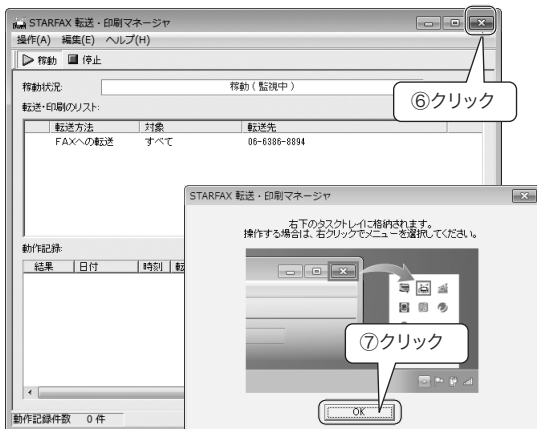 STARFAX 転送・印刷マネージャ
操作(A) 編集(E) ヘルプ(H)
稼動 停止
稼動状況: 稼動(監視中)
⑥クリック
転送・印刷のリスト:
転送方法 対象 転送先
FAXへの転送 すべて 06-6386-8894
STARFAX 転送・印刷マネージャ
右下のタスクトレイに格納されます。
操作する場合は、右クリックでメニューを選択してください。
動作記録:
結果 日付 時刻 転
⑦クリック
OK
動作記録件数 0 件